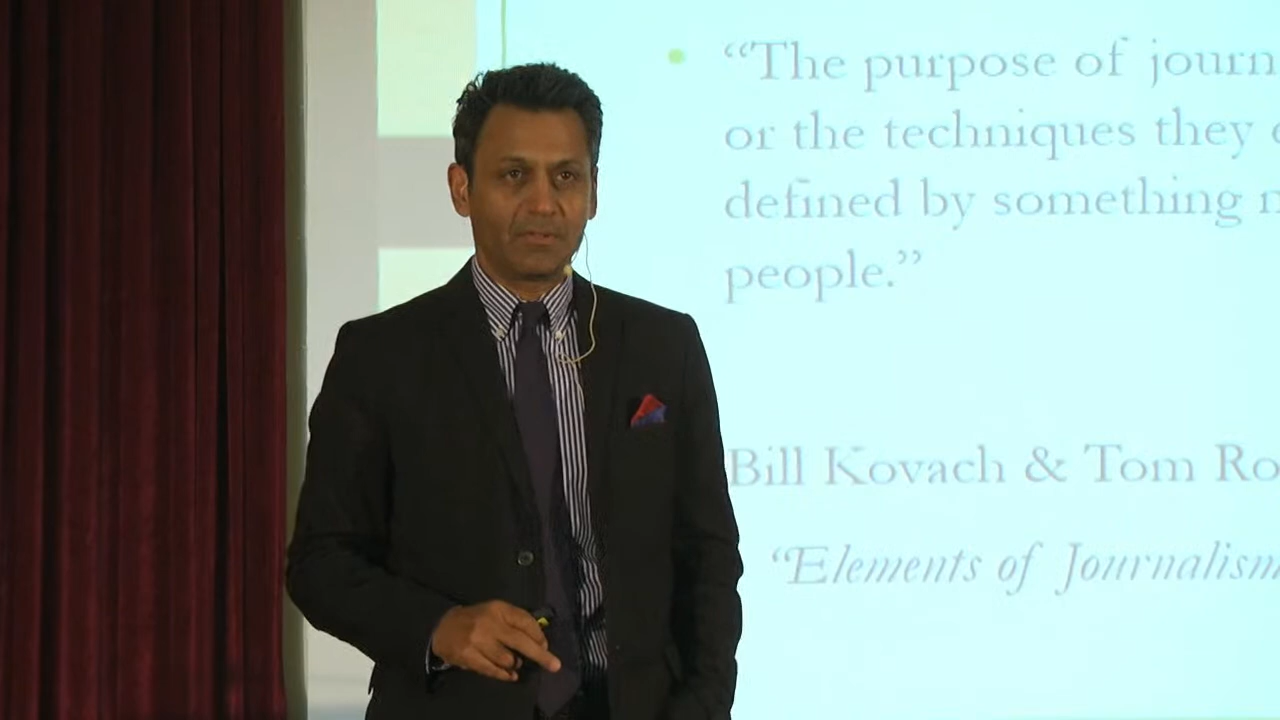 “The purpose of journ
or the techniques they
defined by something
people.”
Bill Kovach & Tom Ro
“Elements of Journalism